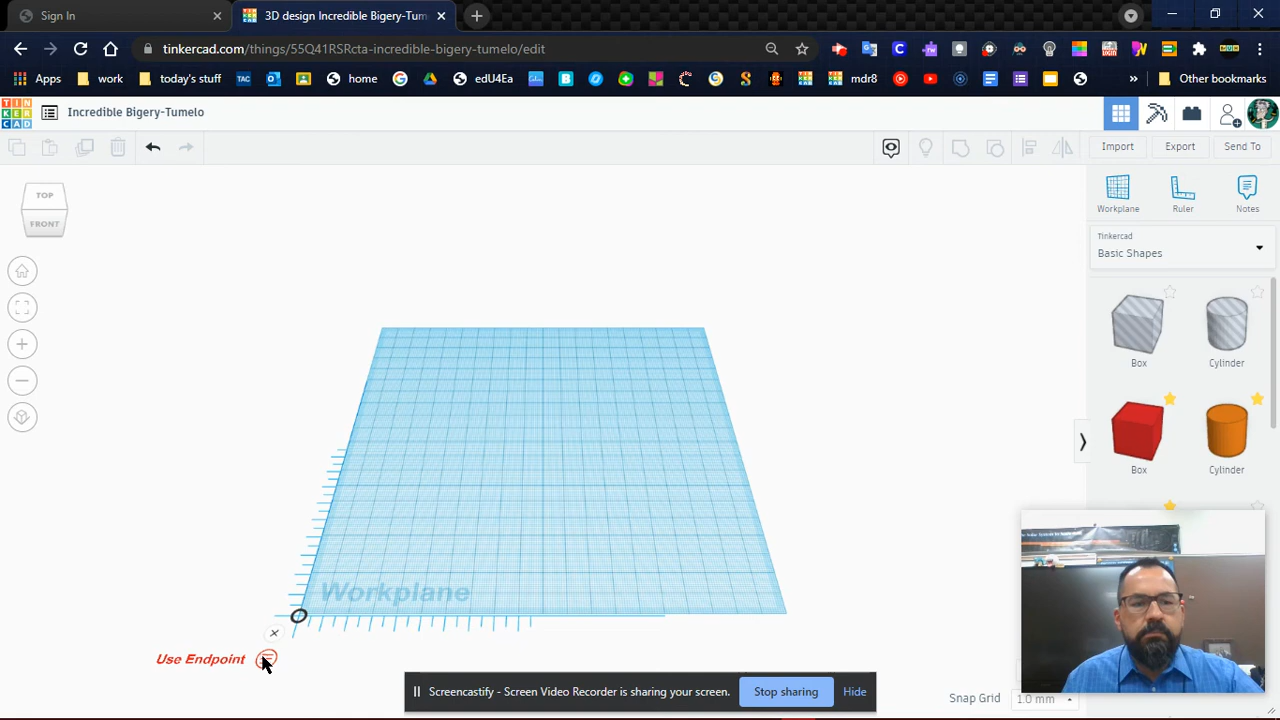 Sign In
3D design Incredible Bigery-Tum
tinkercad.com/things/55Q41RSRcta-incredible-bigery-tumelo/edit
Apps work today's stuff home edU4Ea mdr8 » Other bookmarks
TIN
KER
CAD
Incredible Bigery-Tumelo
Import Export Send To
TOP
FRONT
Workplane Ruler Notes
Tinkercad
Basic Shapes
Box Cylinder
Box Cylinder
Workplane
Use Endpoint
Screencastify - Screen Video Recorder is sharing your screen. Stop sharing Hide
Snap Grid 1.0 mm